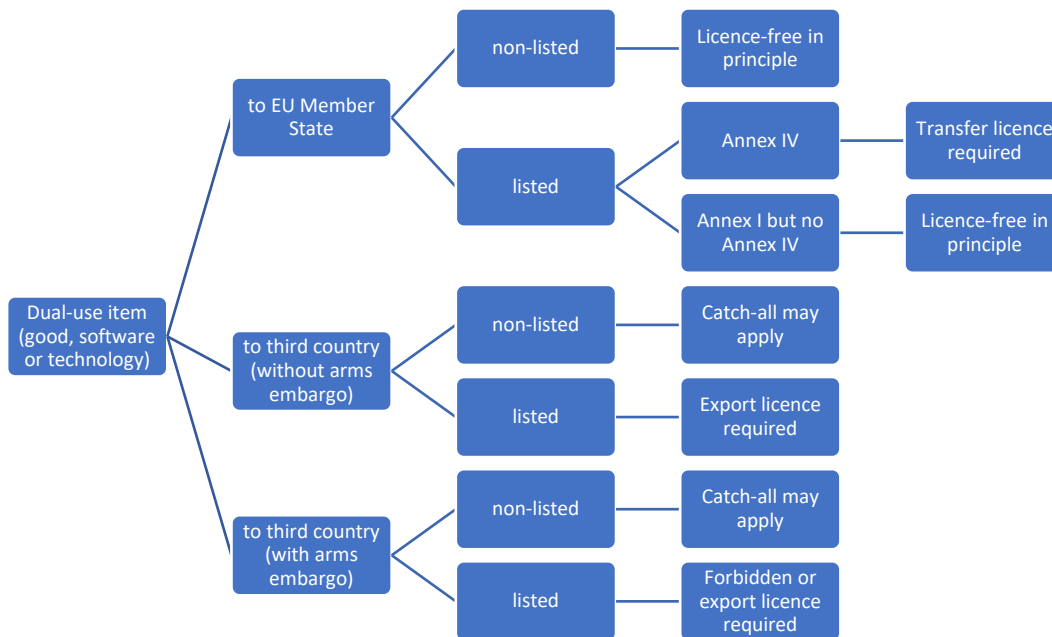 non-listed
Licence-free in
principle
to EU Member
State
Annex IV
Transfer licence
required
listed
Annex I but no
Annex IV
Licence-free in
principle
Dual-use item
(good, software
or technology)
to third country
(without arms
embargo)
non-listed
Catch-all may
apply
listed
Export licence
required
to third country
(with arms
embargo)
non-listed
Catch-all may
apply
listed
Forbidden or
export licence
required